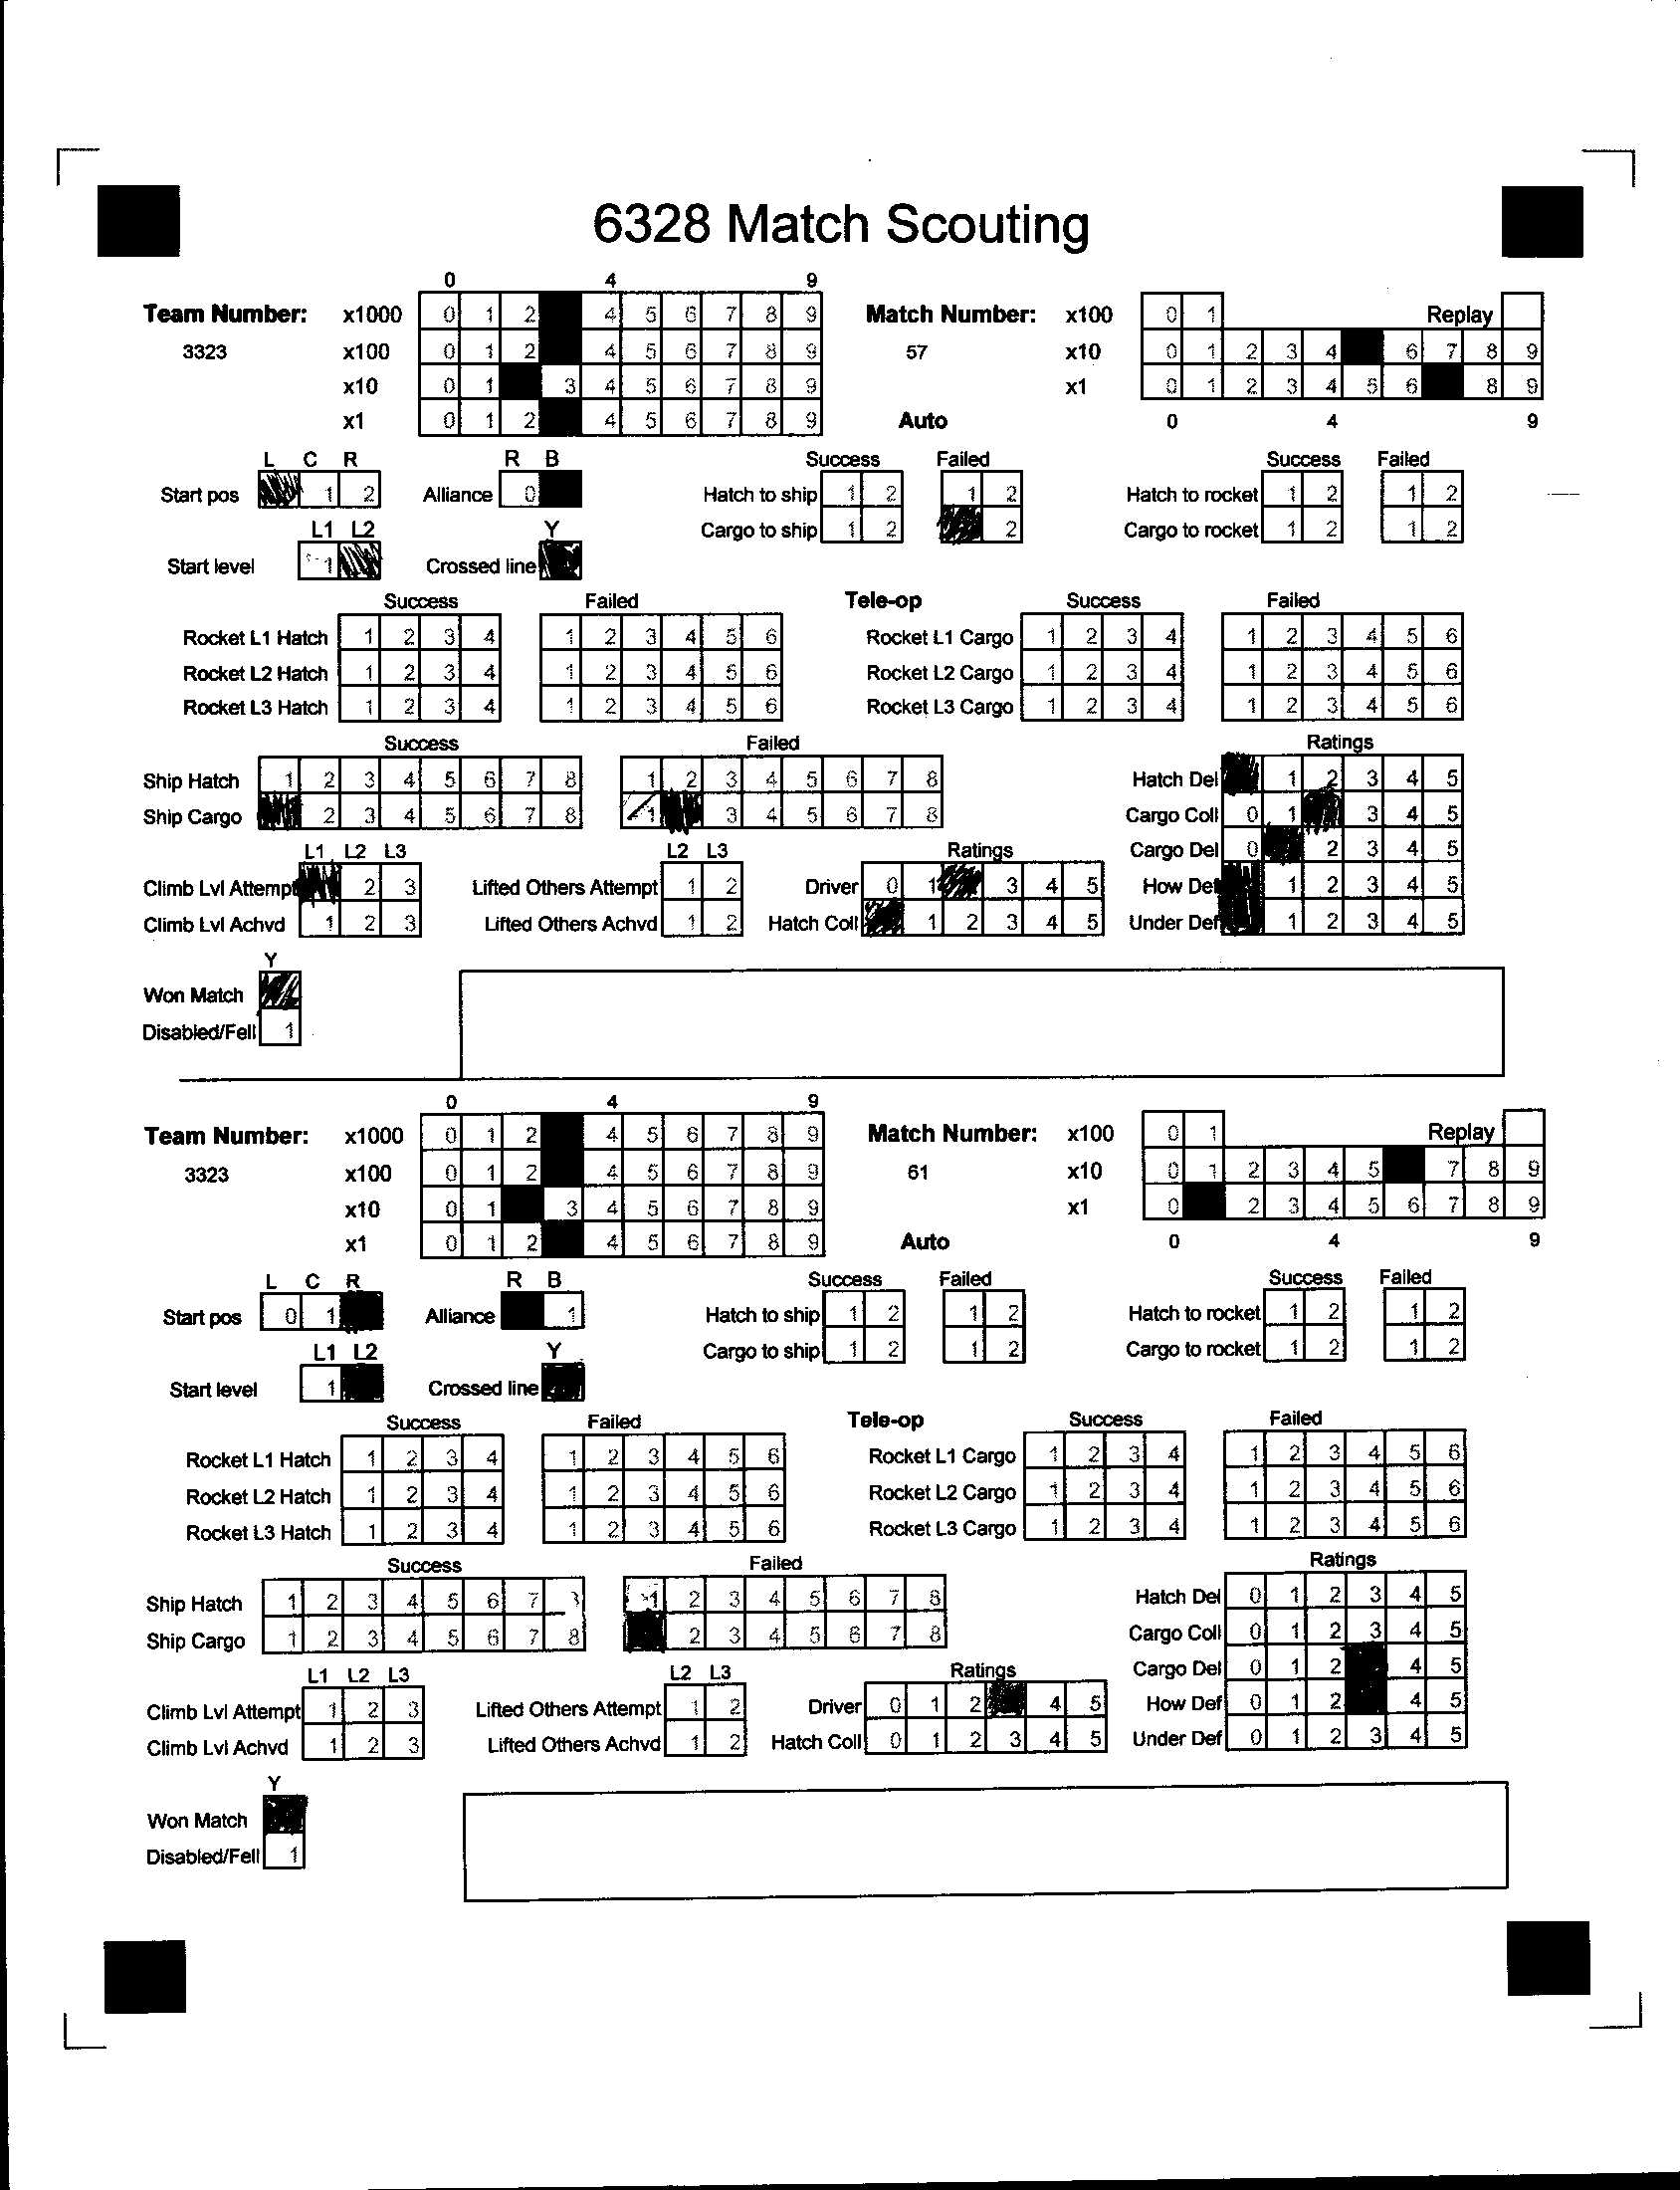 6328 Match Scouting
0 4 9
Team Number: x1000 0 1 2 4 5 6 7 8 9 Match Number: x100 0 1 Replay
3323 x100 0 1 2 4 5 6 7 8 9 57 x10 0 1 2 3 4 6 7 8 9
x10 0 1 3 4 5 6 7 8 9 x1 0 1 2 3 4 5 6 8 9
x1 0 1 2 4 5 6 7 8 9 Auto 0 4 9
L C R R B Success Failed Success Failed
Start pos 1 2 Alliance 0 Hatch to ship 1 2 1 2 Hatch to rocket 1 2 1 2
L1 L2 Y Cargo to ship 1 2 2 Cargo to rocket 1 2 1 2
Start level 1 Crossed line
Success Failed Tele-op Success Failed
Rocket L1 Hatch 1 2 3 4 1 2 3 4 5 6 Rocket L1 Cargo 1 2 3 4 1 2 3 4 5 6
Rocket L2 Hatch 1 2 3 4 1 2 3 4 5 6 Rocket L2 Cargo 1 2 3 4 1 2 3 4 5 6
Rocket L3 Hatch 1 2 3 4 1 2 3 4 5 6 Rocket L3 Cargo 1 2 3 4 1 2 3 4 5 6
Success Failed Ratings
Ship Hatch 1 2 3 4 5 6 7 8 1 2 3 4 5 6 7 8 Hatch Del 1 2 3 4 5
Ship Cargo 2 3 4 5 6 7 8 1 3 4 5 6 7 8 Cargo Coll 0 1 3 4 5
L1 L2 L3 L2 L3 Ratings Cargo Del 0 2 3 4 5
Climb Lvl Attempt 2 3 Lifted Others Attempt 1 2 Driver 0 1 3 4 5 How Def 1 2 3 4 5
Climb Lvl Achvd 1 2 3 Lifted Others Achvd 1 2 Hatch Coll 1 2 3 4 5 Under Def 1 2 3 4 5
Y
Won Match
Disabled/Fell 1
0 4 9
Team Number: x1000 0 1 2 4 5 6 7 8 9 Match Number: x100 0 1 Replay
3323 x100 0 1 2 4 5 6 7 8 9 61 x10 0 1 2 3 4 5 7 8 9
x10 0 1 3 4 5 6 7 8 9 x1 0 2 3 4 5 6 7 8 9
x1 0 1 2 4 5 6 7 8 9 Auto 0 4 9
L C R R B Success Failed Success Failed
Start pos 0 1 Alliance 1 Hatch to ship 1 2 1 2 Hatch to rocket 1 2 1 2
L1 L2 Y Cargo to ship 1 2 1 2 Cargo to rocket 1 2 1 2
Start level 1 Crossed line
Success Failed Tele-op Success Failed
Rocket L1 Hatch 1 2 3 4 1 2 3 4 5 6 Rocket L1 Cargo 1 2 3 4 1 2 3 4 5 6
Rocket L2 Hatch 1 2 3 4 1 2 3 4 5 6 Rocket L2 Cargo 1 2 3 4 1 2 3 4 5 6
Rocket L3 Hatch 1 2 3 4 1 2 3 4 5 6 Rocket L3 Cargo 1 2 3 4 1 2 3 4 5 6
Success Failed Ratings
Ship Hatch 1 2 3 4 5 6 7 1 2 3 4 5 6 7 8 Hatch Del 0 1 2 3 4 5
Ship Cargo 1 2 3 4 5 6 7 8 2 3 4 5 6 7 8 Cargo Coll 0 1 2 3 4 5
L1 L2 L3 L2 L3 Ratings Cargo Del 0 1 2 4 5
Climb Lvl Attempt 1 2 3 Lifted Others Attempt 1 2 Driver 0 1 2 4 5 How Def 0 1 2 4 5
Climb Lvl Achvd 1 2 3 Lifted Others Achvd 1 2 Hatch Coll 0 1 2 3 4 5 Under Def 0 1 2 3 4 5
Y
Won Match
Disabled/Fell 1